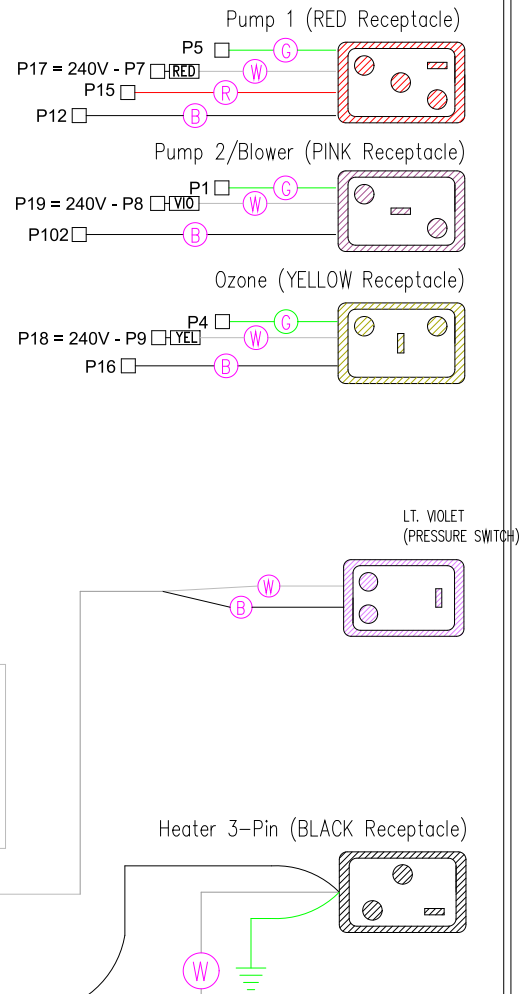 Pump 1 (RED Receptacle)
P5 G
P17 = 240V - P7 RED W
P15 R
P12 B
Pump 2/Blower (PINK Receptacle)
P1 G
P19 = 240V - P8 VIO W
P102 B
Ozone (YELLOW Receptacle)
P4 G
P18 = 240V - P9 YEL W
P16 B
LT. VIOLET
(PRESSURE SWITCH)
W
B
Heater 3-Pin (BLACK Receptacle)
W